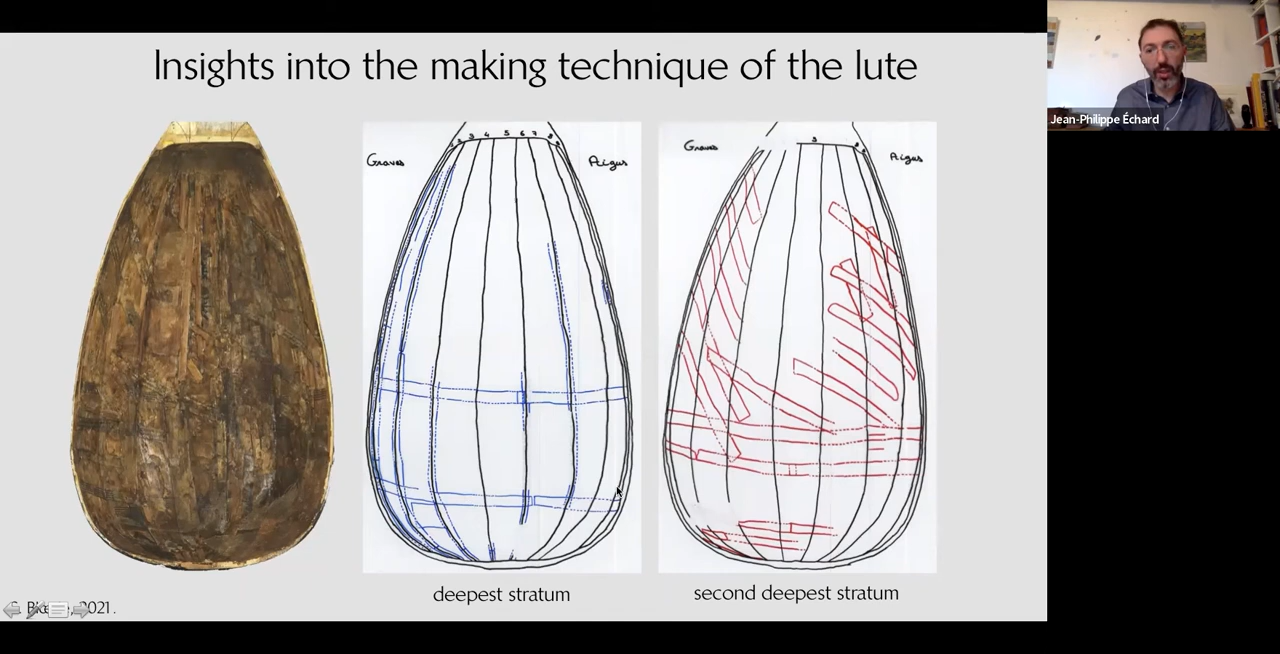 Insights into the making technique of the lute
Jean-Philippe Échard
Graves
3 4 5 6 7 8
Aigus
Graves
3
Aigus
deepest stratum
second deepest stratum
2021.